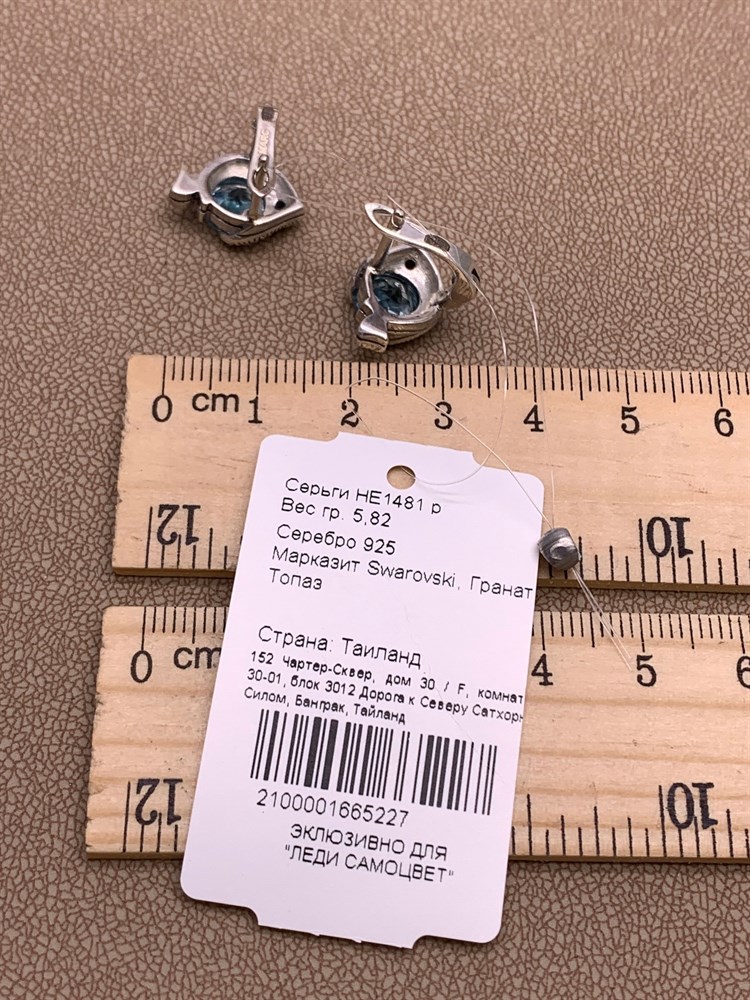 0 cm 1 2 3 4 5 6
12 10
Серьги НЕ1481 р
Вес гр. 5,82
Серебро 925
Марказит Swarovski, Гранат
Топаз
Страна: Таиланд
152 Чартер-Сквер, дом 30 / F, комнат
30-01, блок 3012 Дорога к Северу Сатхорн
Силом, Банграк, Тайланд
2100001665227
ЭКЛЮЗИВНО ДЛЯ
"ЛЕДИ САМОЦВЕТ"
0 cm 4 5 6
12 10